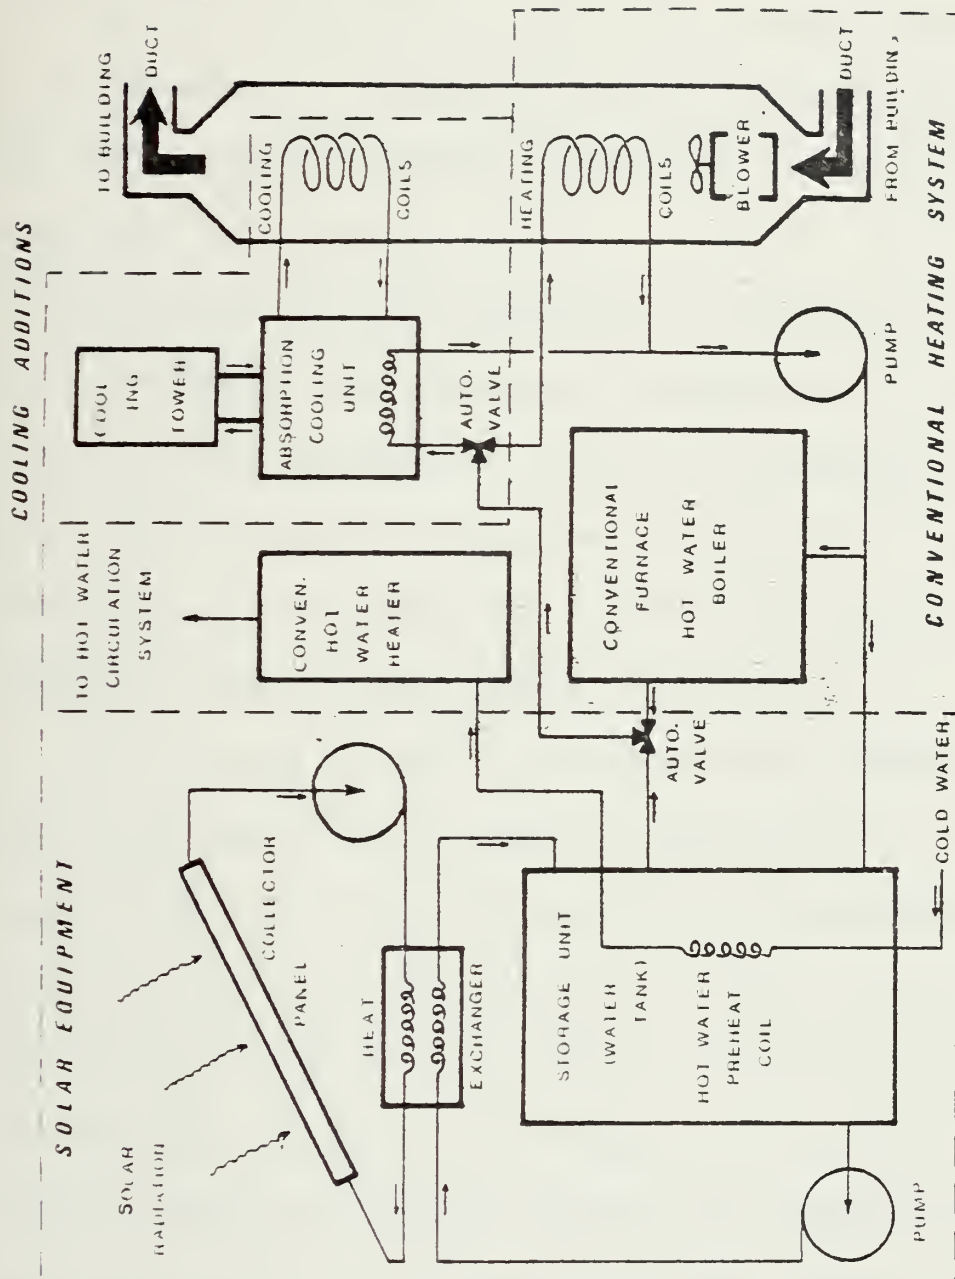 SOLAR EQUIPMENT
COOLING ADDITIONS
SOLAR
RADIATION
COLLECTOR
PANEL
HEAT
EXCHANGER
STORAGE UNIT
(WATER
TANK)
HOT WATER
PREHEAT
COIL
PUMP
COLD WATER
AUTO.
VALVE
TO HOT WATER
CIRCULATION
SYSTEM
CONVEN.
HOT
WATER
HEATER
CONVENTIONAL
FURNACE
HOT WATER
BOILER
COOL
ING
TOWER
ABSORPTION
COOLING
UNIT
AUTO.
VALVE
PUMP
COOLING
COILS
HEATING
COILS
BLOWER
TO BUILDING
DUCT
DUCT
FROM BUILDIN
CONVENTIONAL HEATING SYSTEM